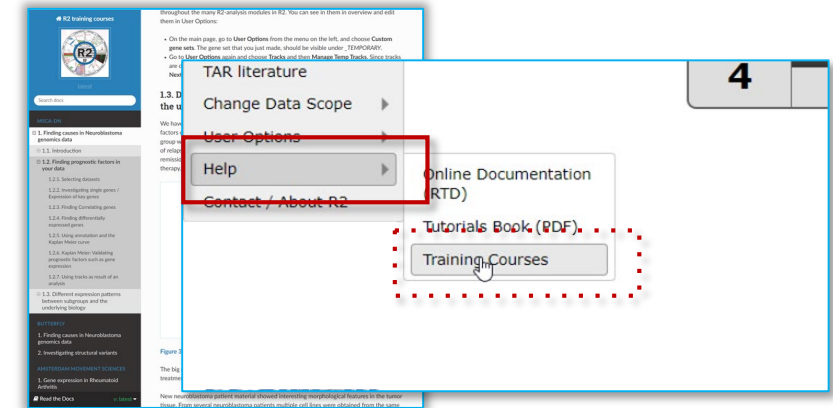 R2 training courses
R2
latest
Search docs
MEGA-DN
1. Finding causes in Neuroblastoma
genomics data
1.1. Introduction
1.2. Finding prognostic factors in
your data
1.2.1. Selecting datasets
1.2.2. Investigating single genes /
Expression of key genes
1.2.3. Finding Correlating genes
1.2.4. Finding differentially
expressed genes
1.2.5. Using annotation and the
Kaplan Meier curve
1.2.6. Kaplan Meier: Validating
prognostic factors such as gene
expression
1.2.7. Using tracks as result of an
analysis
1.3. Different expression patterns
between subgroups and the
underlying biology
BUTTERFLY
1. Finding causes in Neuroblastoma
genomics data
2. Investigating structural variants
AMSTERDAM MOVEMENT SCIENCES
1. Gene expression in Rheumatoid
Arthritis
Read the Docs
v: latest
throughout the many R2-analysis modules in R2. You can see in them in overview and edit
them in User Options:
On the main page, go to User Options from the menu on the left, and choose Custom
gene sets. The gene set that you just made, should be visible under _TEMPORARY.
Go to User Options again and choose Tracks and then Manage Temp Tracks. Since tracks
are
Next
1.3. D
the u
We have
factors
group w
of relap
remissio
therapy.
Figure 3
The big
treatme
New neuroblastoma patient material showed interesting morphological features in the tumor
tissue. From several neuroblastoma patients multiple cell lines were obtained from the same
TAR literature
Change Data Scope
User Options
Help
Contact / About R2
Online Documentation
(RTD)
Tutorials Book (PDF)
Training Courses
4